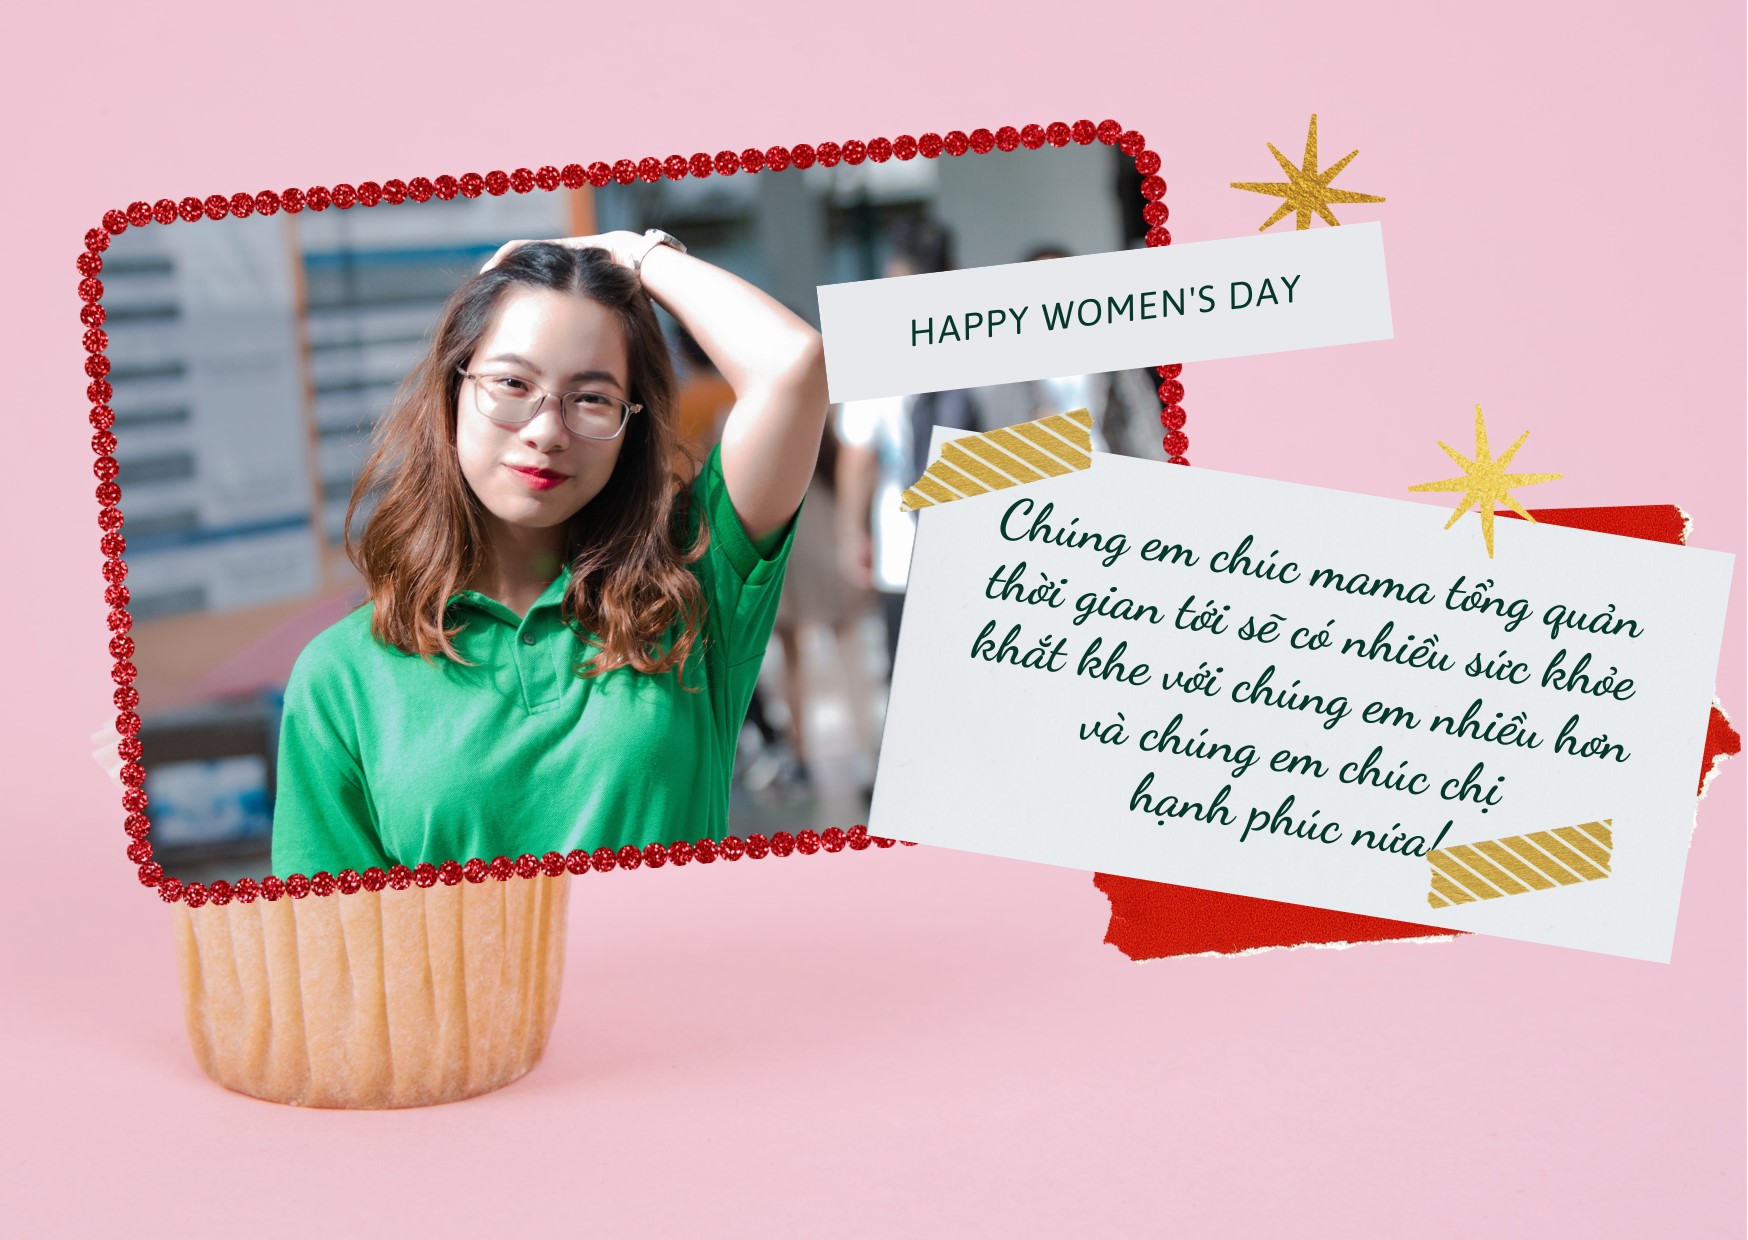 HAPPY WOMEN'S DAY
Chúng em chúc mama tổng quản
thời gian tới sẽ có nhiều sức khỏe
khắt khe với chúng em nhiều hơn
và chúng em chúc chị
hạnh phúc nứa!